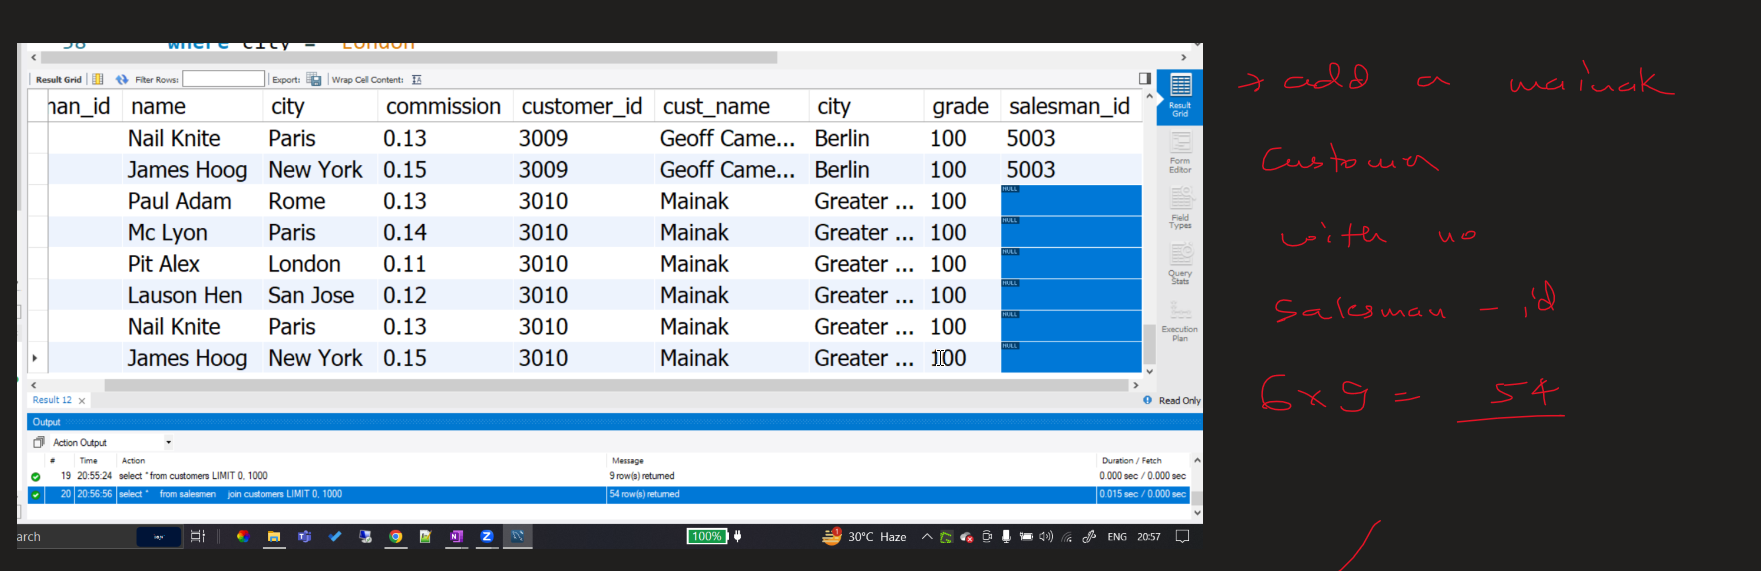 58 where city = 'London'
Result Grid Filter Rows: Export: Wrap Cell Content:
man_id name city commission customer_id cust_name city grade salesman_id
Nail Knite Paris 0.13 3009 Geoff Came... Berlin 100 5003
James Hoog New York 0.15 3009 Geoff Came... Berlin 100 5003
Paul Adam Rome 0.13 3010 Mainak Greater ... 100 NULL
Mc Lyon Paris 0.14 3010 Mainak Greater ... 100 NULL
Pit Alex London 0.11 3010 Mainak Greater ... 100 NULL
Lauson Hen San Jose 0.12 3010 Mainak Greater ... 100 NULL
Nail Knite Paris 0.13 3010 Mainak Greater ... 100 NULL
James Hoog New York 0.15 3010 Mainak Greater ... 100 NULL
Result Grid
Form Editor
Field Types
Query Stats
Execution Plan
Result 12 Read Only
Output
Action Output
# Time Action Message Duration / Fetch
19 20:55:24 select * from customers LIMIT 0, 1000 9 row(s) returned 0.000 sec / 0.000 sec
20 20:56:56 select * from salesmen join customers LIMIT 0, 1000 54 row(s) returned 0.015 sec / 0.000 sec
arch 100% 30°C Haze ENG 20:57
→ add a mainak
Customer
with no
salesman - id
6 x 9 = 54